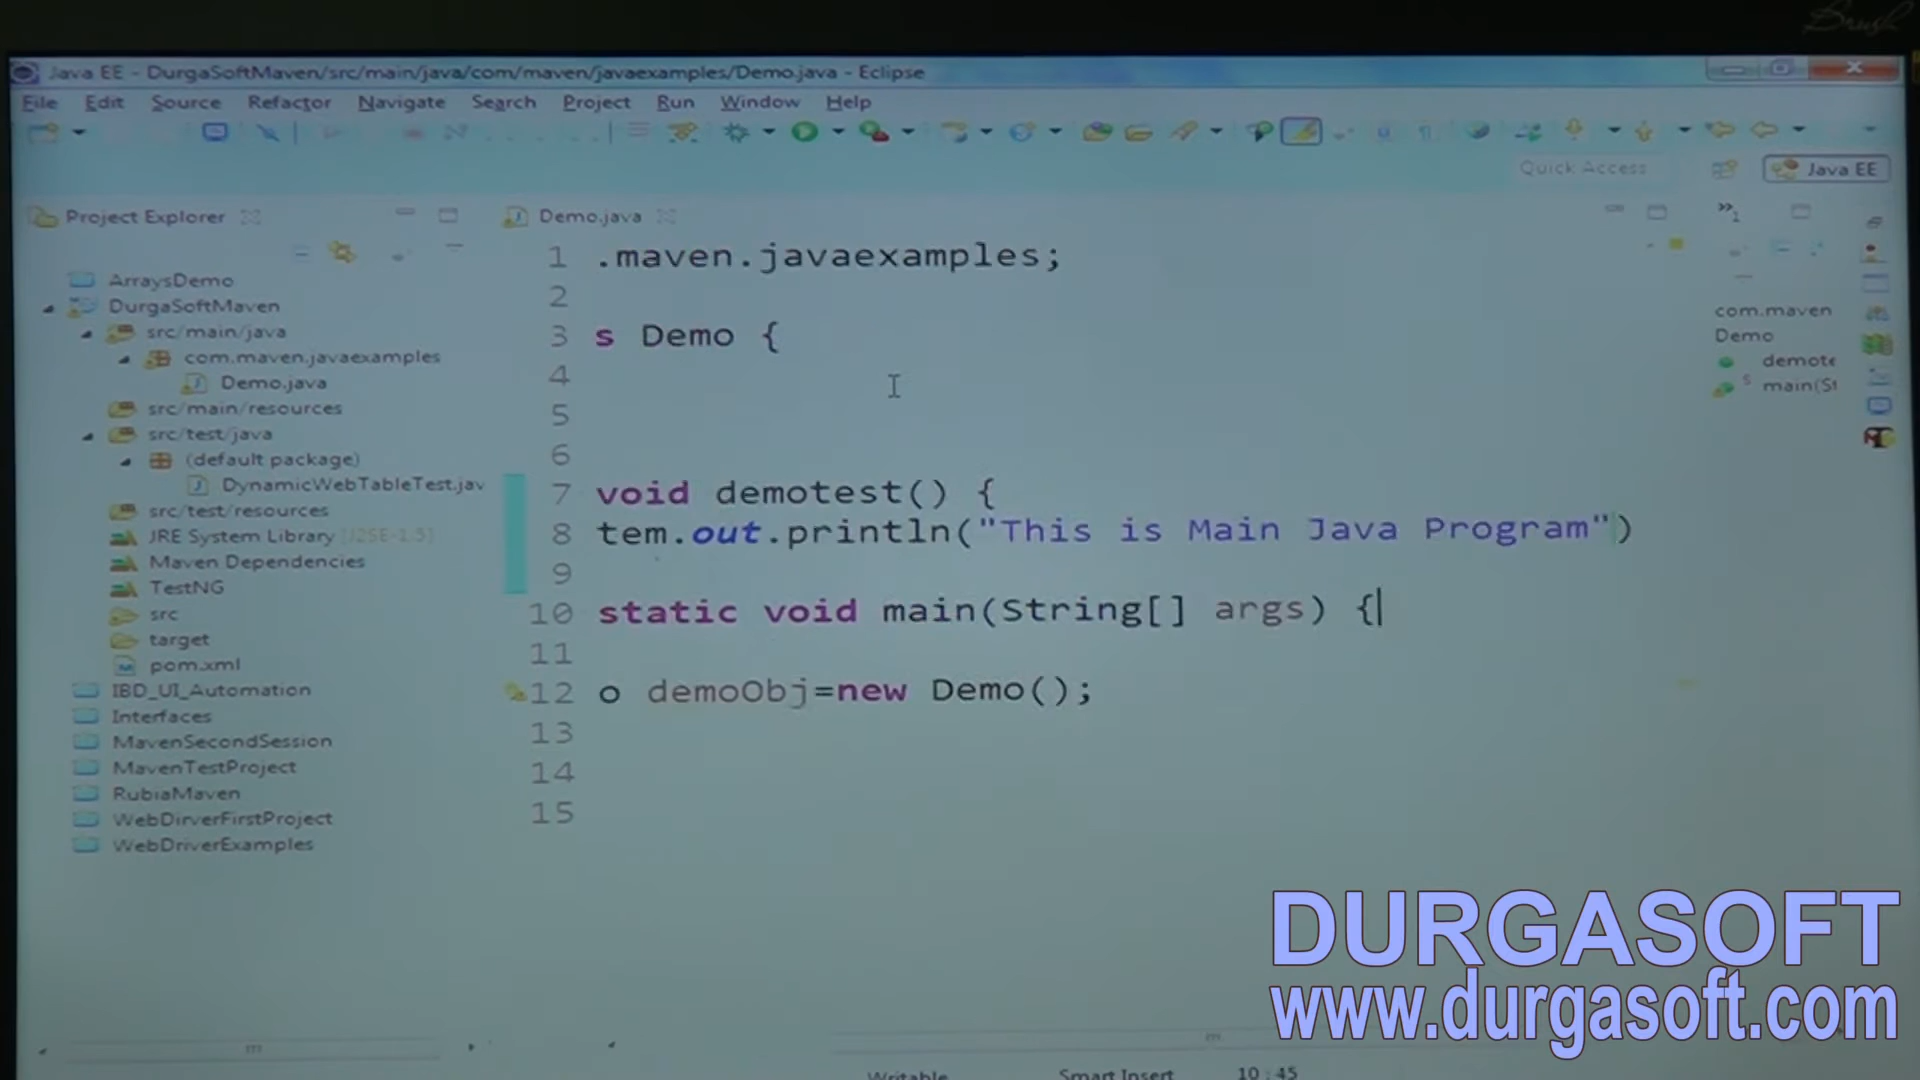 Brush
Java EE - DurgaSoftMaven/src/main/java/com/maven/javaexamples/Demo.java - Eclipse
File Edit Source Refactor Navigate Search Project Run Window Help
Quick Access
Java EE
Project Explorer
ArraysDemo
DurgaSoftMaven
src/main/java
com.maven.javaexamples
Demo.java
src/main/resources
src/test/java
(default package)
DynamicWebTableTest.jav
src/test/resources
JRE System Library [J2SE-1.5]
Maven Dependencies
TestNG
src
target
pom.xml
IBD_UI_Automation
Interfaces
MavenSecondSession
MavenTestProject
RubiaMaven
WebDirverFirstProject
WebDriverExamples
Demo.java
1 .maven.javaexamples;
2
3 s Demo {
4
5
6
7 void demotest() {
8 tem.out.println("This is Main Java Program")
9
10 static void main(String[] args) {
11
12 o demoObj=new Demo();
13
14
15
com.maven
Demo
demote
main(St
Writable Smart Insert 10 : 45
DURGASOFT
www.durgasoft.com